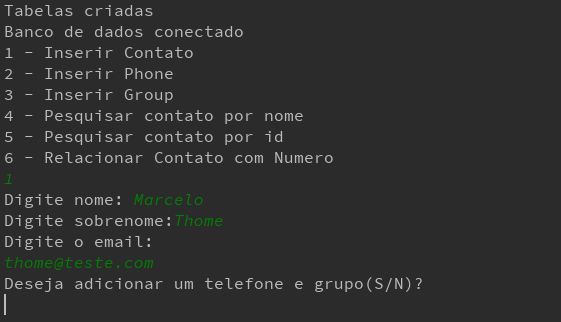 Tabelas criadas
Banco de dados conectado
1 - Inserir Contato
2 - Inserir Phone
3 - Inserir Group
4 - Pesquisar contato por nome
5 - Pesquisar contato por id
6 - Relacionar Contato com Numero
1
Digite nome: Marcelo
Digite sobrenome:Thome
Digite o email:
thome@teste.com
Deseja adicionar um telefone e grupo(S/N)?